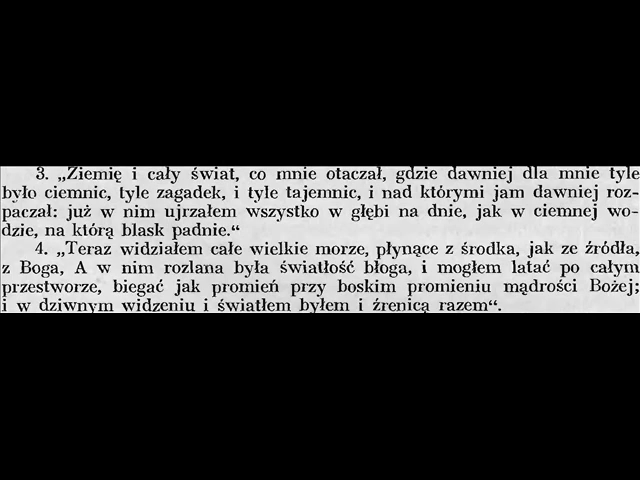 3. „Ziemię i cały świat, co mnie otaczał, gdzie dawniej dla mnie tyle
było ciemnic, tyle zagadek, i tyle tajemnic, i nad którymi jam dawniej roz-
paczał: już w nim ujrzałem wszystko w głębi na dnie, jak w ciemnej wo-
dzie, na którą blask padnie.“
4. „Teraz widziałem całe wielkie morze, płynące z środka, jak ze źródła,
z Boga, A w nim rozlana była światłość błoga, i mogłem latać po całym
przestworze, biegać jak promień przy boskim promieniu mądrości Bożej;
i w dziwnym widzeniu i światłem byłem i źrenicą razem“.